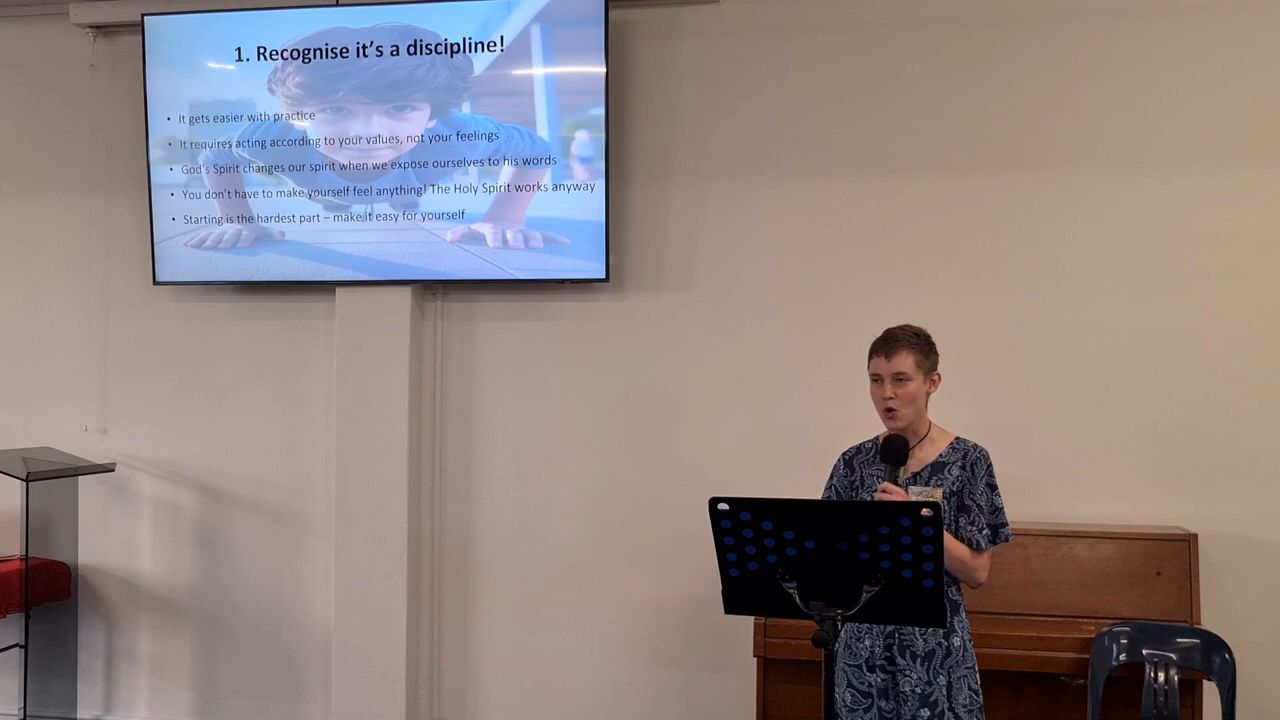 1. Recognise it's a discipline!
• It gets easier with practice
• It requires acting according to your values, not your feelings
• God's Spirit changes our spirit when we expose ourselves to his words
• You don't have to make yourself feel anything! The Holy Spirit works anyway
• Starting is the hardest part – make it easy for yourself